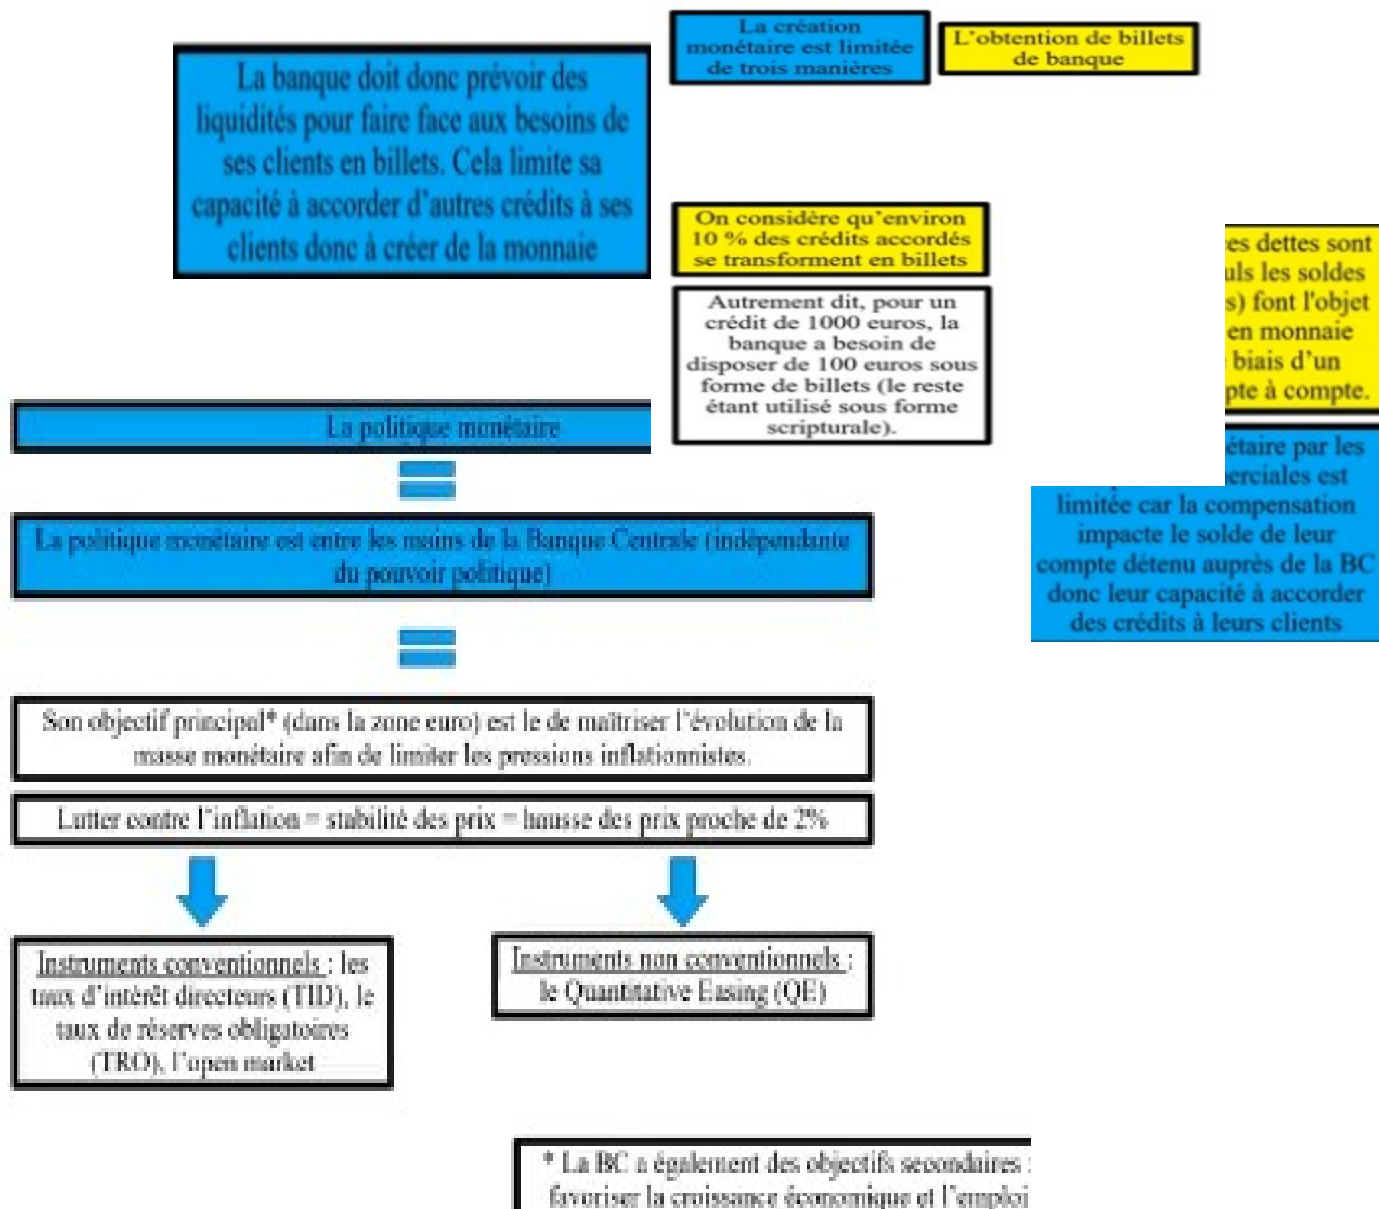 La création
monétaire est limitée
de trois manières
L'obtention de billets
de banque
La banque doit donc prévoir des
liquidités pour faire face aux besoins de
ses clients en billets. Cela limite sa
capacité à accorder d'autres crédits à ses
clients donc à créer de la monnaie
On considère qu'environ
10 % des crédits accordés
se transforment en billets
Autrement dit, pour un
crédit de 1000 euros, la
banque a besoin de
disposer de 100 euros sous
forme de billets (le reste
étant utilisé sous forme
scripturale).
dettes sont
les soldes
font l'objet
en monnaie
biais d'un
à compte.
par les
est
limitée car la compensation
impacte le solde de leur
compte détenu auprès de la BC
donc leur capacité à accorder
des crédits à leurs clients
La politique monétaire
La politique monétaire est entre les mains de la Banque Centrale (indépendante
du pouvoir politique)
Son objectif principal* (dans la zone euro) est le de maîtriser l'évolution de la
masse monétaire afin de limiter les pressions inflationnistes.
Lutter contre l'inflation = stabilité des prix = hausse des prix proche de 2%
Instruments conventionnels : les
taux d'intérêt directeurs (TID), le
taux de réserves obligatoires
(TRO), l'open market
Instruments non conventionnels :
le Quantitative Easing (QE)
* La BC a également des objectifs secondaires :
favoriser la croissance économique et l'emploi